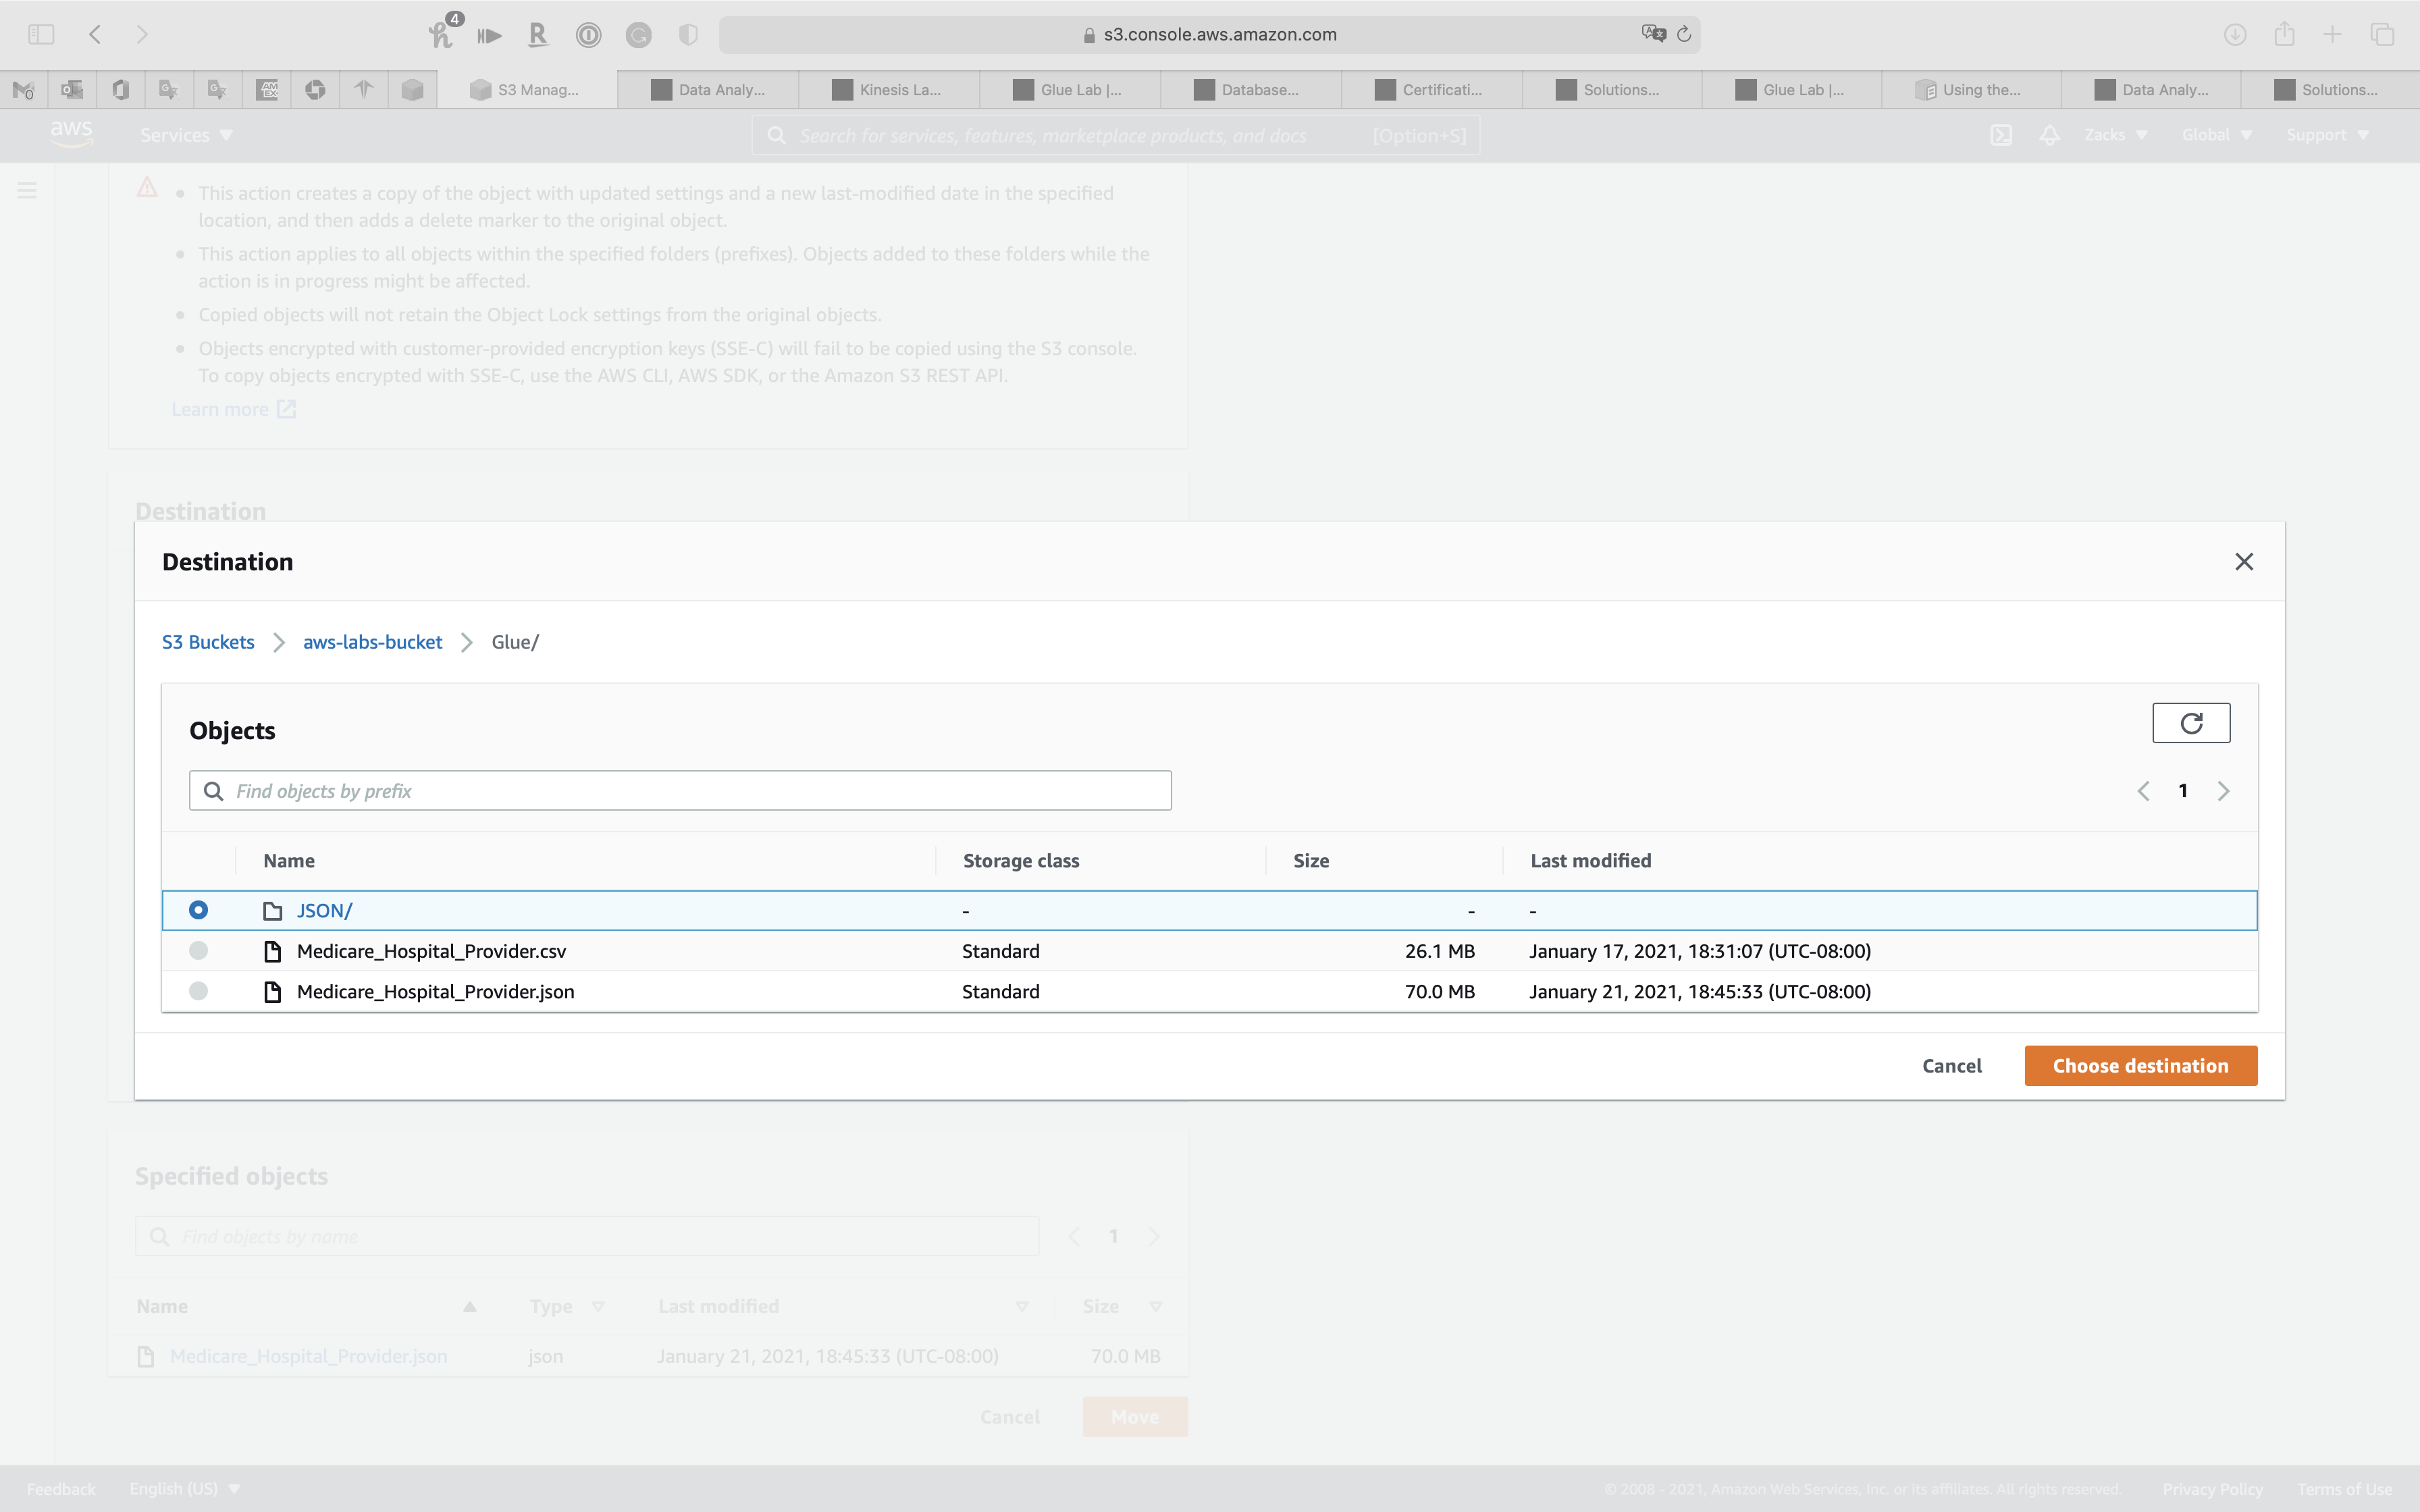 4
s3.console.aws.amazon.com
S3 Manag...
Data Analy...
Kinesis La...
Glue Lab |...
Database...
Certificati...
Solutions...
Glue Lab |...
Using the...
Data Analy...
Solutions...
aws
Services
Search for services, features, marketplace products, and docs [Option+S]
Zacks
Global
Support
This action creates a copy of the object with updated settings and a new last-modified date in the specified
location, and then adds a delete marker to the original object.
This action applies to all objects within the specified folders (prefixes). Objects added to these folders while the
action is in progress might be affected.
Copied objects will not retain the Object Lock settings from the original objects.
Objects encrypted with customer-provided encryption keys (SSE-C) will fail to be copied using the S3 console.
To copy objects encrypted with SSE-C, use the AWS CLI, AWS SDK, or the Amazon S3 REST API.
Learn more
Destination
Destination
S3 Buckets > aws-labs-bucket > Glue/
Objects
Find objects by prefix
1
Name Storage class Size Last modified
JSON/ - - -
Medicare_Hospital_Provider.csv Standard 26.1 MB January 17, 2021, 18:31:07 (UTC-08:00)
Medicare_Hospital_Provider.json Standard 70.0 MB January 21, 2021, 18:45:33 (UTC-08:00)
Cancel Choose destination
Specified objects
Find objects by name
1
Name Type Last modified Size
Medicare_Hospital_Provider.json json January 21, 2021, 18:45:33 (UTC-08:00) 70.0 MB
Cancel Move
Feedback English (US) © 2008 - 2021, Amazon Web Services, Inc. or its affiliates. All rights reserved. Privacy Policy Terms of Use